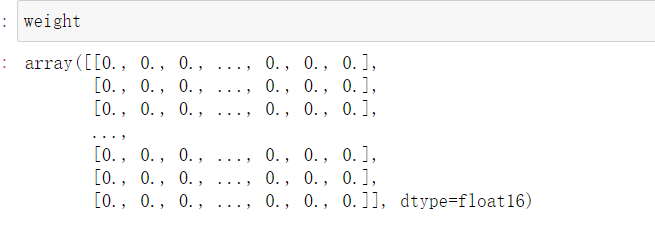 : weight
: array([[0., 0., 0., ..., 0., 0., 0.],
[0., 0., 0., ..., 0., 0., 0.],
[0., 0., 0., ..., 0., 0., 0.],
...,
[0., 0., 0., ..., 0., 0., 0.],
[0., 0., 0., ..., 0., 0., 0.],
[0., 0., 0., ..., 0., 0., 0.]], dtype=float16)